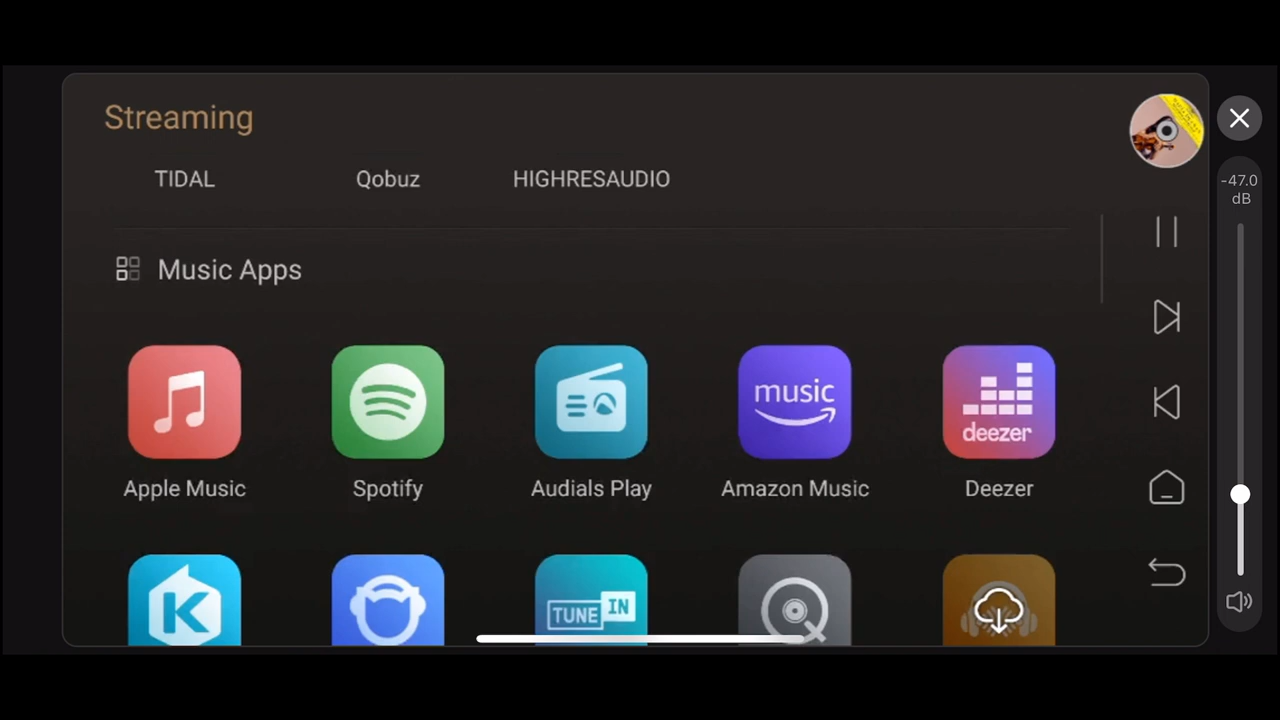 Streaming
TIDAL
Qobuz
HIGHRESAUDIO
-47.0
dB
Music Apps
music
deezer
Apple Music
Spotify
Audials Play
Amazon Music
Deezer
K
TUNE IN